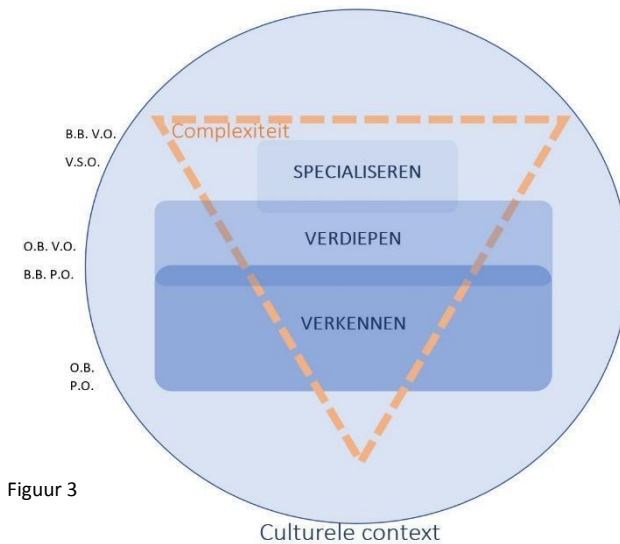 B.B. V.O.
Complexiteit
V.S.O.
SPECIALISEREN
VERDIEPEN
O.B. V.O.
B.B. P.O.
VERKENNEN
O.B.
P.O.
Figuur 3
Culturele context